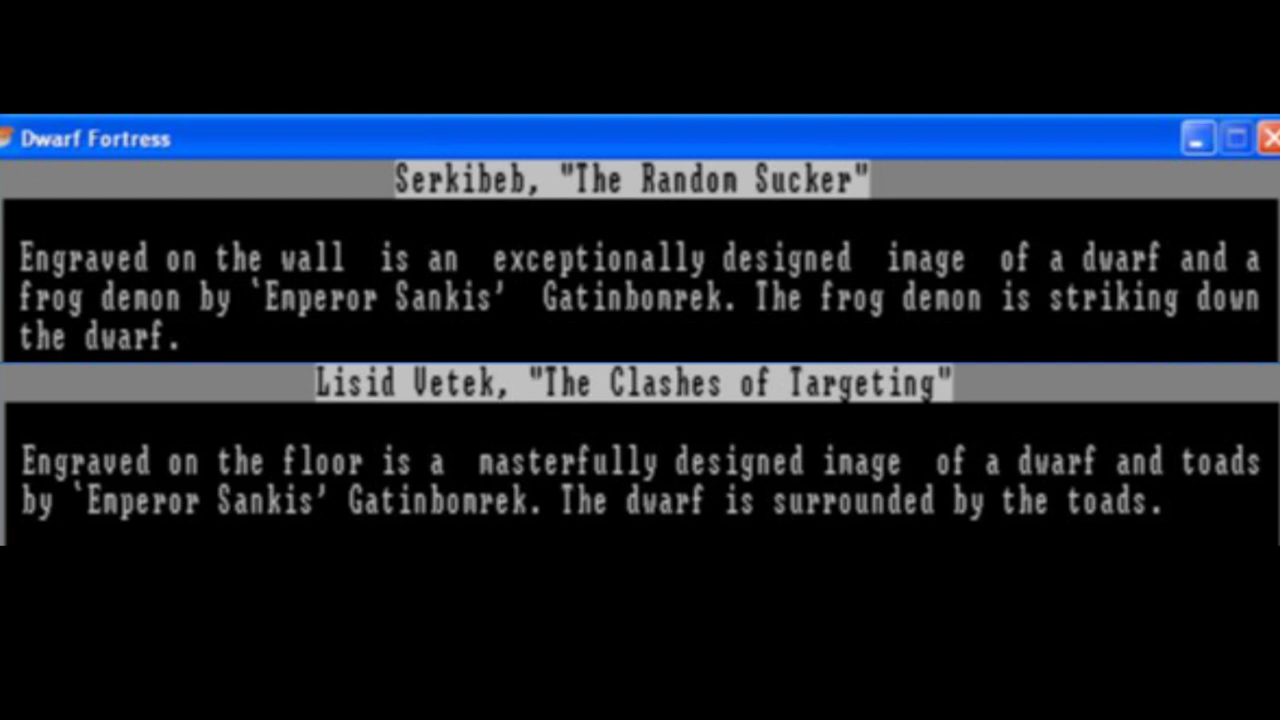 Dwarf Fortress
Serkibeb, "The Random Sucker"
Engraved on the wall is an exceptionally designed image of a dwarf and a
frog demon by `Emperor Sankis' Gatinbomrek. The frog demon is striking down
the dwarf.
Lisid Vetek, "The Clashes of Targeting"
Engraved on the floor is a masterfully designed image of a dwarf and toads
by `Emperor Sankis' Gatinbomrek. The dwarf is surrounded by the toads.